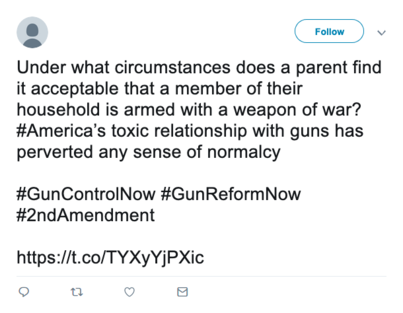 Follow
Under what circumstances does a parent find
it acceptable that a member of their
household is armed with a weapon of war?
#America's toxic relationship with guns has
perverted any sense of normalcy
#GunControlNow #GunReformNow
#2ndAmendment
https://t.co/TYXyYjPXic